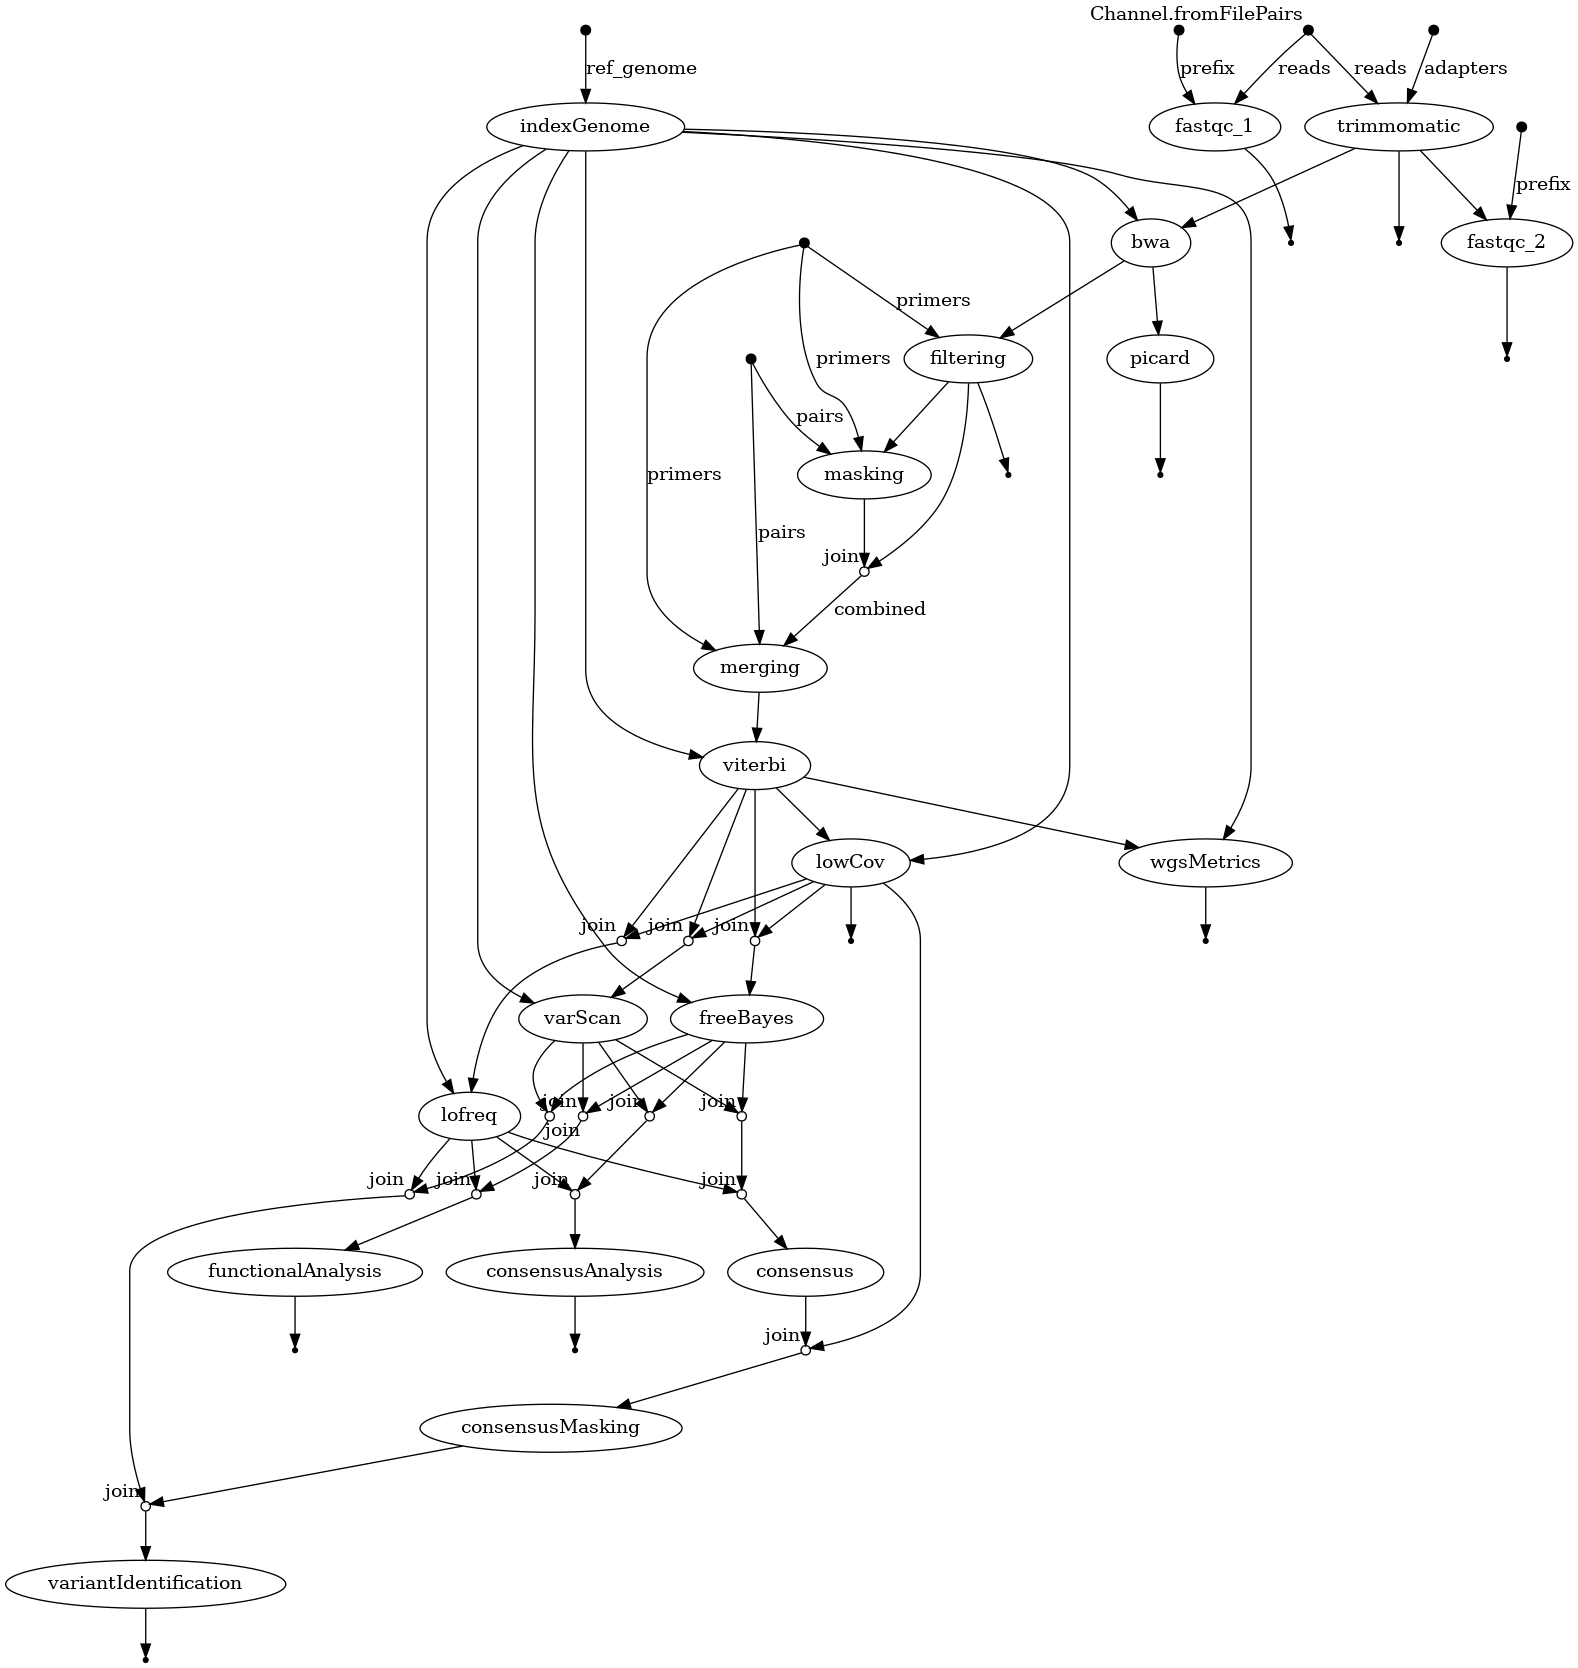 Channel.fromFilePairs
ref_genome
prefix
reads
reads
adapters
indexGenome
fastqc_1
trimmomatic
prefix
bwa
fastqc_2
primers
primers
filtering
picard
pairs
primers
masking
pairs
join
combined
merging
viterbi
lowCov
wgsMetrics
join
join
join
varScan
freeBayes
join
join
join
lofreq
join
join
join
join
join
functionalAnalysis
consensusAnalysis
consensus
join
consensusMasking
join
variantIdentification